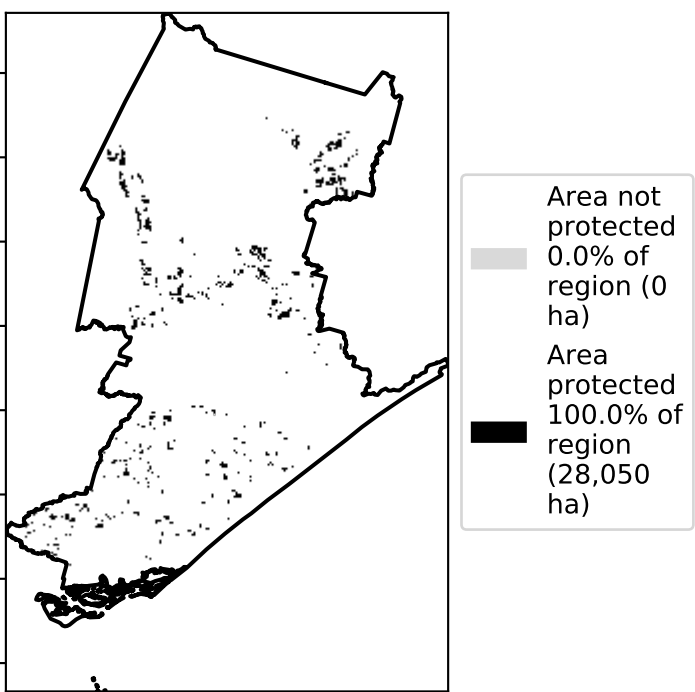 Area not
protected
0.0% of
region (0
ha)
Area
protected
100.0% of
region
(28,050
ha)